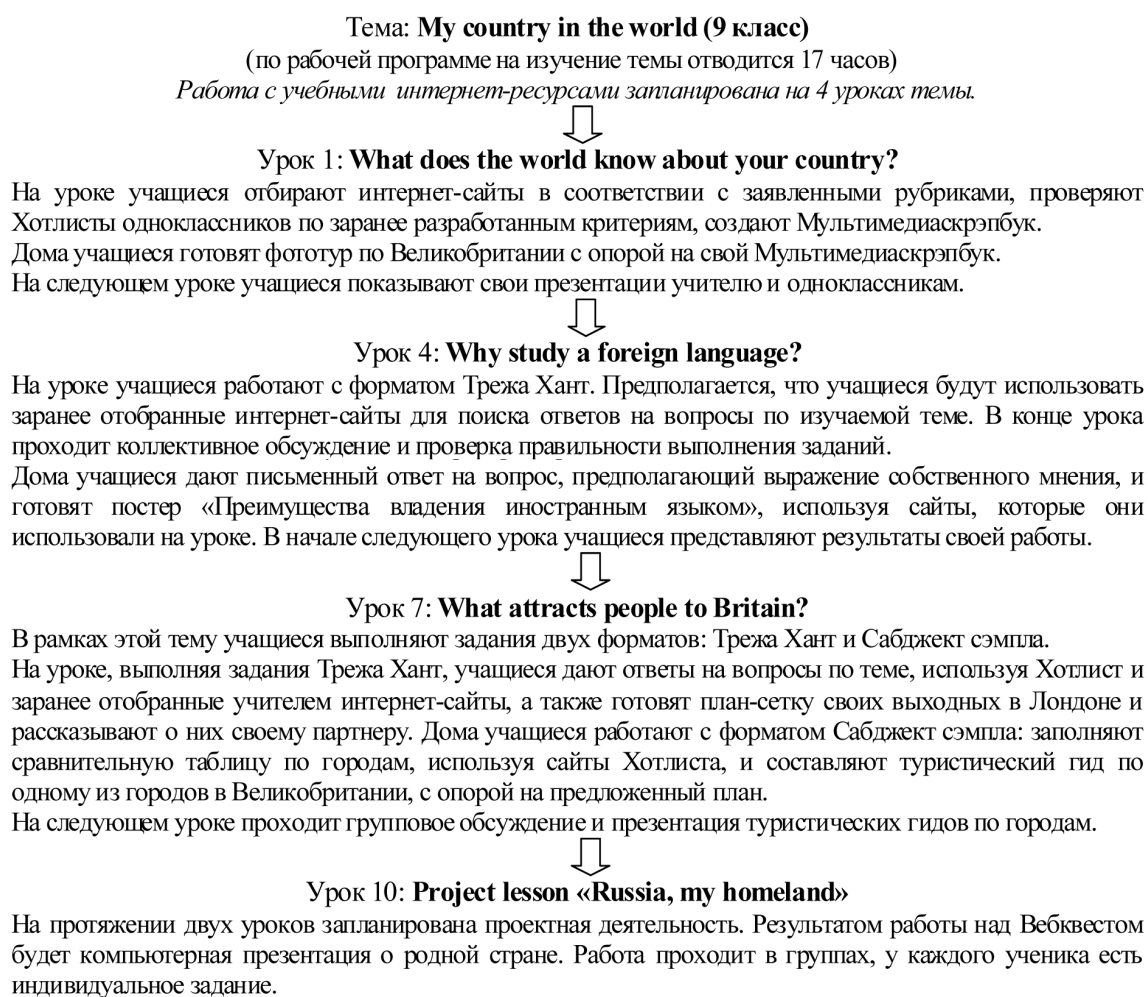 Тема: My country in the world (9 класс)
(по рабочей программе на изучение темы отводится 17 часов)
Работа с учебными интернет-ресурсами запланирована на 4 уроках темы.
Урок 1: What does the world know about your country?
На уроке учащиеся отбирают интернет-сайты в соответствии с заявленными рубриками, проверяют
Хотлисты одноклассников по заранее разработанным критериям, создают Мультимедиаскрэпбук.
Дома учащиеся готовят фототур по Великобритании с опорой на свой Мультимедиаскрэпбук.
На следующем уроке учащиеся показывают свои презентации учителю и одноклассникам.
Урок 4: Why study a foreign language?
На уроке учащиеся работают с форматом Трежа Хант. Предполагается, что учащиеся будут использовать
заранее отобранные интернет-сайты для поиска ответов на вопросы по изучаемой теме. В конце урока
проходит коллективное обсуждение и проверка правильности выполнения заданий.
Дома учащиеся дают письменный ответ на вопрос, предполагающий выражение собственного мнения, и
готовят постер «Преимущества владения иностранным языком», используя сайты, которые они
использовали на уроке. В начале следующего урока учащиеся представляют результаты своей работы.
Урок 7: What attracts people to Britain?
В рамках этой тему учащиеся выполняют задания двух форматов: Трежа Хант и Сабджект сэмпла.
На уроке, выполняя задания Трежа Хант, учащиеся дают ответы на вопросы по теме, используя Хотлист и
заранее отобранные учителем интернет-сайты, а также готовят план-сетку своих выходных в Лондоне и
рассказывают о них своему партнеру. Дома учащиеся работают с форматом Сабджект сэмпла: заполняют
сравнительную таблицу по городам, используя сайты Хотлиста, и составляют туристический гид по
одному из городов в Великобритании, с опорой на предложенный план.
На следующем уроке проходит групповое обсуждение и презентация туристических гидов по городам.
Урок 10: Project lesson «Russia, my homeland»
На протяжении двух уроков запланирована проектная деятельность. Результатом работы над Вебквестом
будет компьютерная презентация о родной стране. Работа проходит в группах, у каждого ученика есть
индивидуальное задание.